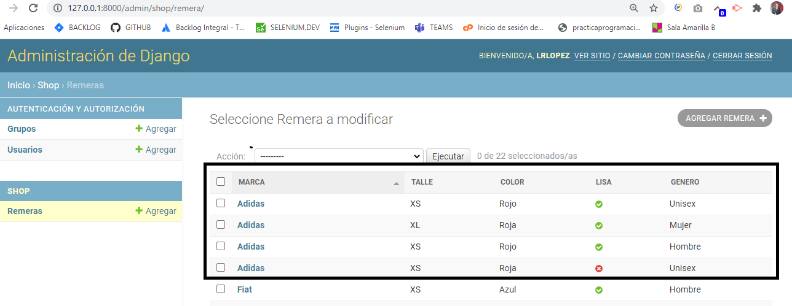 127.0.0.1:8000/admin/shop/remera/
Aplicaciones BACKLOG GITHUB Backlog Integral - T... SELENIUM.DEV Plugins - Selenium TEAMS Inicio de sesión de... practicaprogramaci... Sala Amarilla B
6
Administración de Django
BIENVENIDO/A, LRLOPEZ. VER SITIO / CAMBIAR CONTRASEÑA / CERRAR SESIÓN
Inicio › Shop › Remeras
AUTENTICACIÓN Y AUTORIZACIÓN
Grupos + Agregar
Usuarios + Agregar
SHOP
Remeras + Agregar
Seleccione Remera a modificar
AGREGAR REMERA +
Acción: --------- Ejecutar 0 de 22 seleccionados/as
MARCA TALLE COLOR LISA GENERO
Adidas XS Rojo Unisex
Adidas XL Roja Mujer
Adidas XS Rojo Hombre
Adidas XS Roja Unisex
Fiat XS Azul Hombre